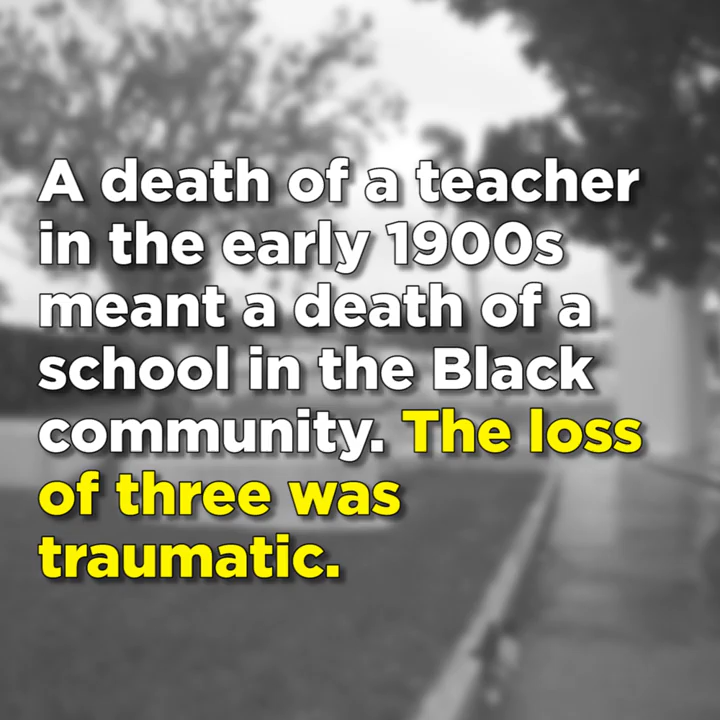 A death of a teacher
in the early 1900s
meant a death of a
school in the Black
community. The loss
of three was
traumatic.